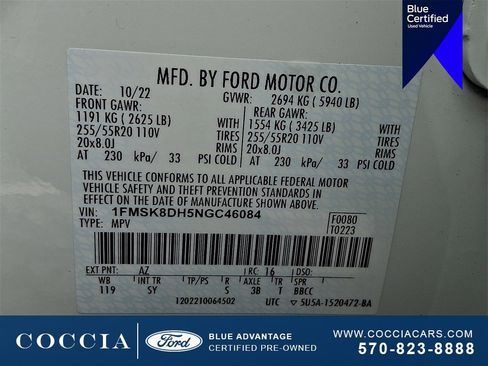 Blue
Certified
Used Vehicles
MFD. BY FORD MOTOR CO.
DATE: 10/22 GVWR: 2694 KG ( 5940 LB)
FRONT GAWR: REAR GAWR:
1191 KG ( 2625 LB) WITH 1554 KG ( 3425 LB) WITH
255/55R20 110V TIRES 255/55R20 110V TIRES
20x8.0J RIMS 20x8.0J RIMS
AT 230 kPa/ 33 PSI COLD AT 230 kPa/ 33 PSI COLD
THIS VEHICLE CONFORMS TO ALL APPLICABLE FEDERAL MOTOR
VEHICLE SAFETY AND THEFT PREVENTION STANDARDS IN
EFFECT ON THE DATE OF MANUFACTURE SHOWN ABOVE.
VIN: 1FMSK8DH5NGC46084 F0080
TYPE: MPV T0223
EXT PNT: AZ RC: 16
WB TP/PS R AXLE TR SPR
119 SY S 3B T BBCC
1202210064502 UTC 5U5A-1520472-BA
COCCIA
Ford
BLUE ADVANTAGE
CERTIFIED PRE-OWNED
WWW.COCCIACARS.COM
570-823-8888